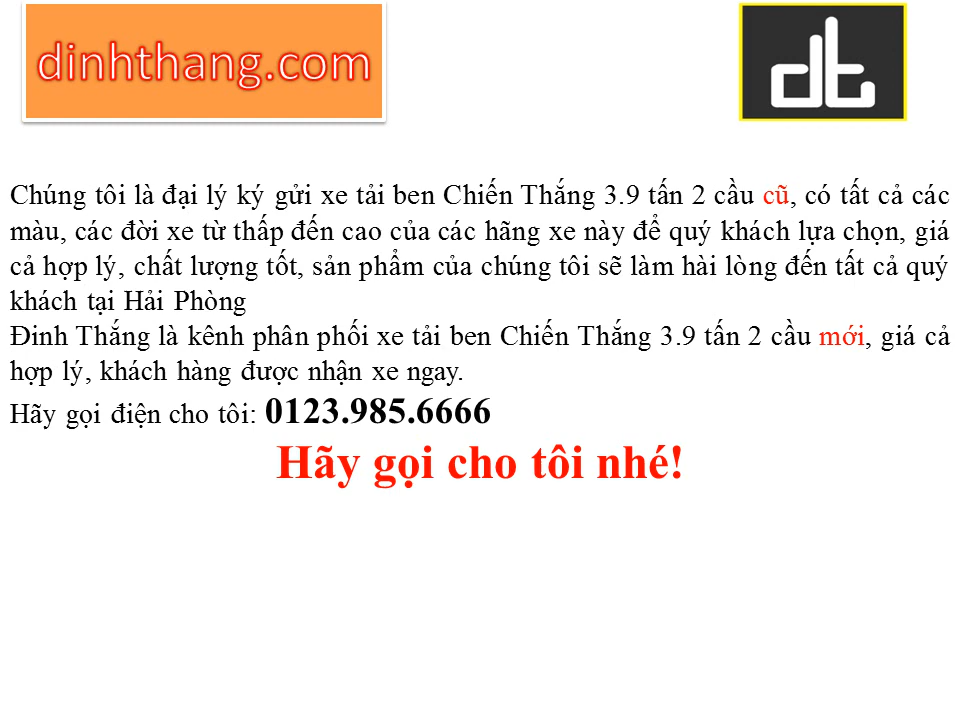 dinhthang.com
dt
Chúng tôi là đại lý ký gửi xe tải ben Chiến Thắng 3.9 tấn 2 cầu cũ, có tất cả các
màu, các đời xe từ thấp đến cao của các hãng xe này để quý khách lựa chọn, giá
cả hợp lý, chất lượng tốt, sản phẩm của chúng tôi sẽ làm hài lòng đến tất cả quý
khách tại Hải Phòng
Đinh Thắng là kênh phân phối xe tải ben Chiến Thắng 3.9 tấn 2 cầu mới, giá cả
hợp lý, khách hàng được nhận xe ngay.
Hãy gọi điện cho tôi: 0123.985.6666
Hãy gọi cho tôi nhé!